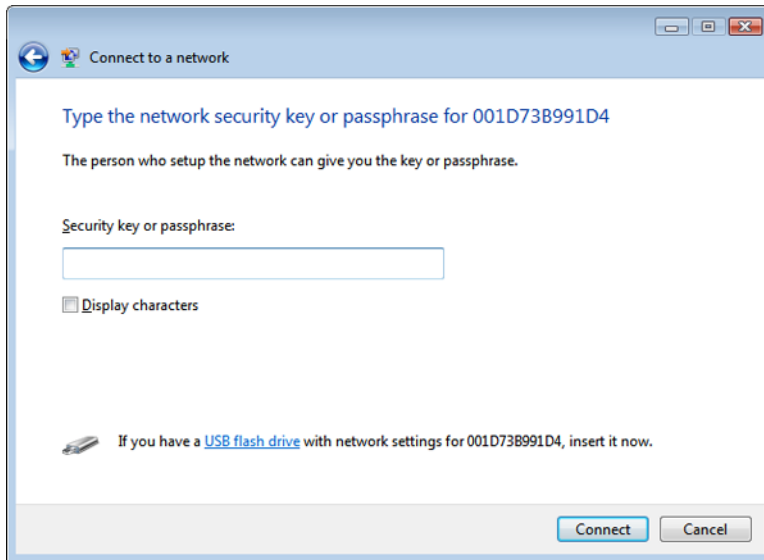 Connect to a network
Type the network security key or passphrase for 001D73B991D4
The person who setup the network can give you the key or passphrase.
Security key or passphrase:
Display characters
If you have a USB flash drive with network settings for 001D73B991D4, insert it now.
Connect Cancel